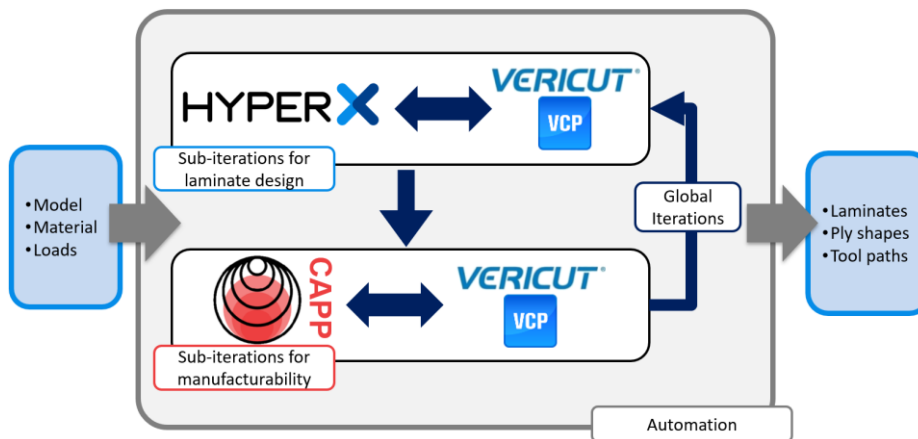 HYPERX
VERICUT®
VCP
Sub-iterations for
laminate design
•Model
•Material
•Loads
Global
Iterations
•Laminates
•Ply shapes
•Tool paths
CAPP
VERICUT®
VCP
Sub-iterations for
manufacturability
Automation